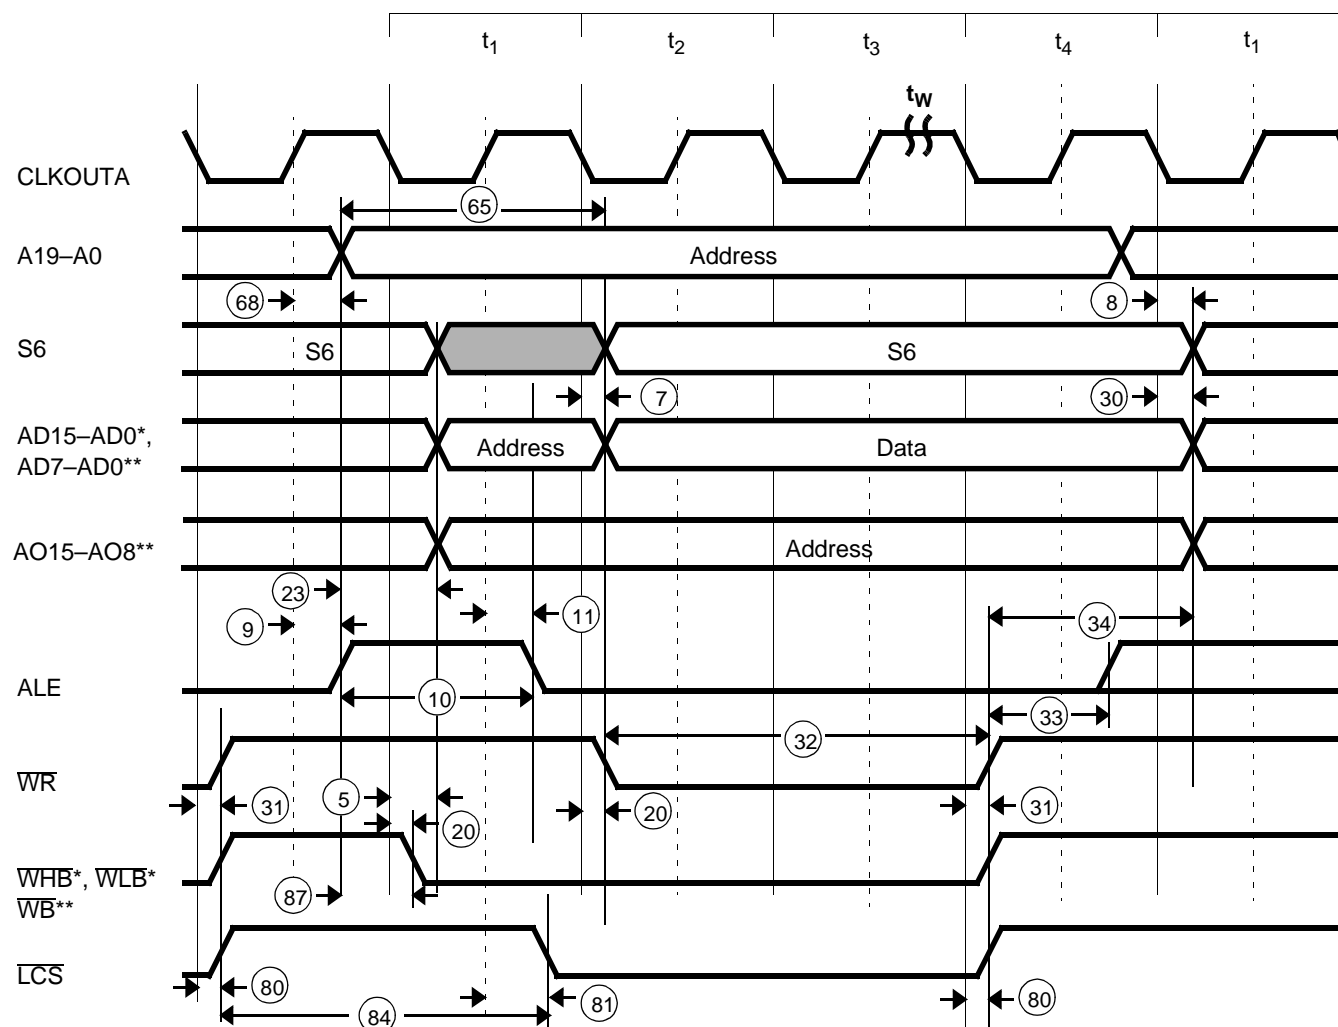 t1 t2 t3 t4 t1
tW
CLKOUTA
65
A19–A0 Address
68 8
S6 S6 S6
7 30
AD15–AD0*, Address Data
AD7–AD0**
AO15–AO8** Address
23
11
9 34
ALE
10 33
32
WR
31 5 20 20 31
WHB*, WLB*
87
WB**
LCS
80 81 80
84